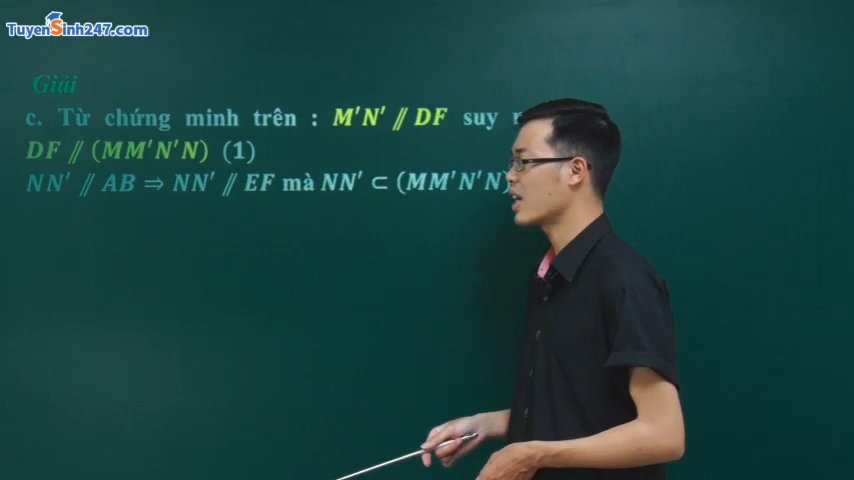 TuyenSinh247.com
Giải
c. Từ chứng minh trên : M'N' // DF suy
DF // (MM'N'N) (1)
NN' // AB ⇒ NN' // EF mà NN' ⊂ (MM'N'N)